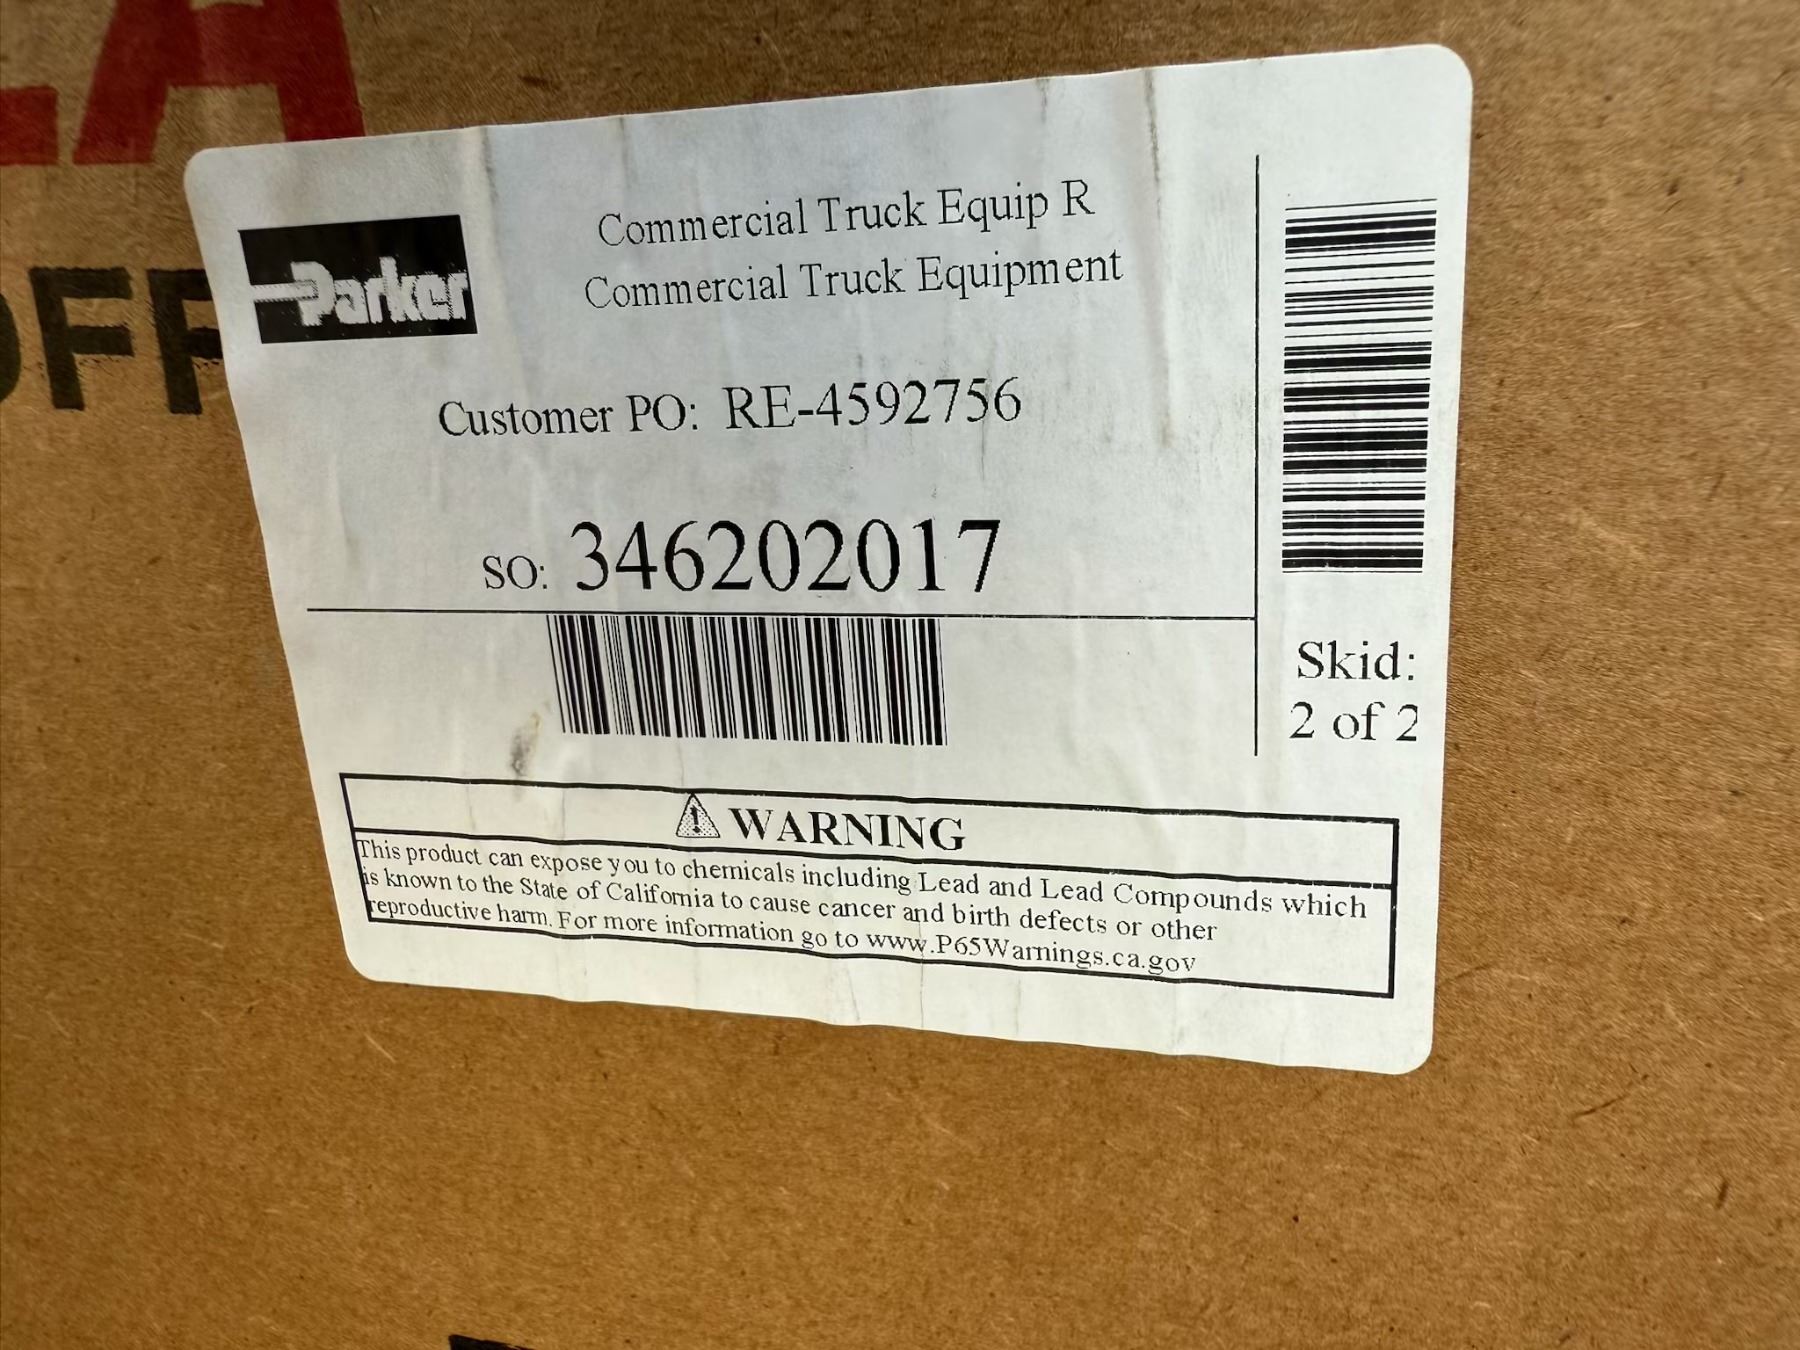 Parker
Commercial Truck Equip R
Commercial Truck Equipment
Customer PO: RE-4592756
SO: 346202017
Skid:
2 of 2
WARNING
This product can expose you to chemicals including Lead and Lead Compounds which
is known to the State of California to cause cancer and birth defects or other
reproductive harm. For more information go to www.P65Warnings.ca.gov